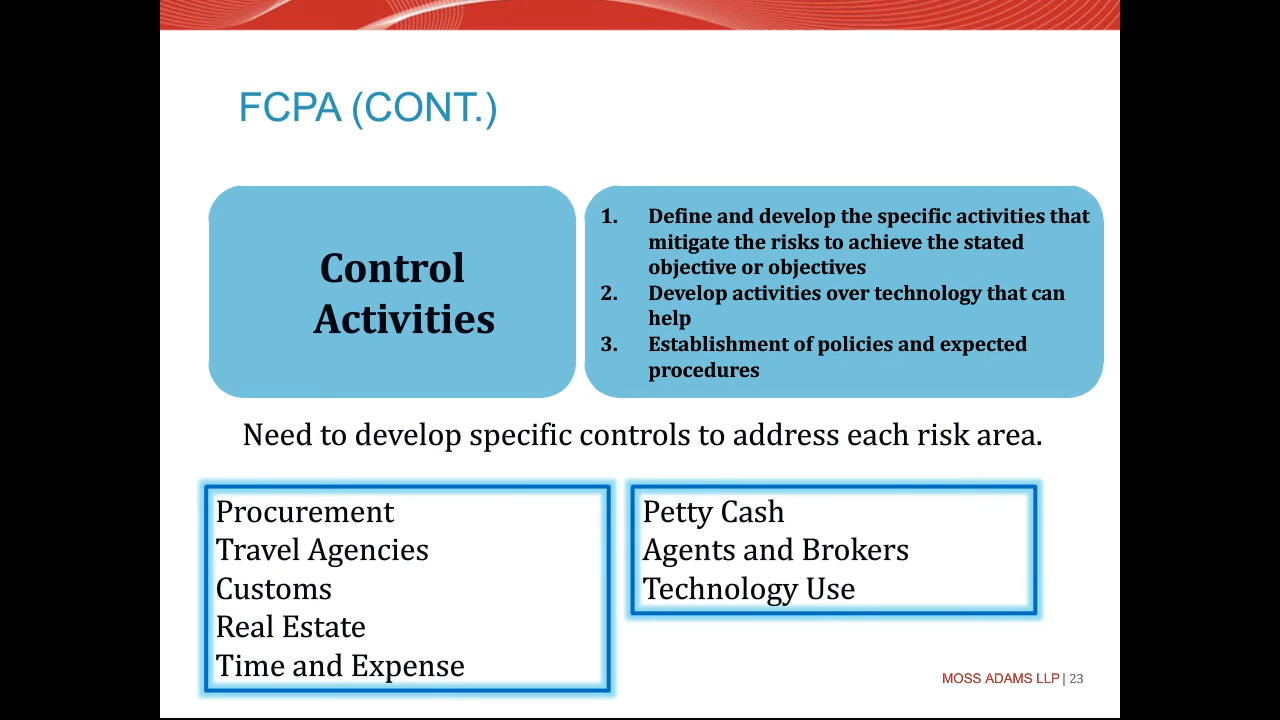 FCPA (CONT.)
Control
Activities
1. Define and develop the specific activities that
mitigate the risks to achieve the stated
objective or objectives
2. Develop activities over technology that can
help
3. Establishment of policies and expected
procedures
Need to develop specific controls to address each risk area.
Procurement
Travel Agencies
Customs
Real Estate
Time and Expense
Petty Cash
Agents and Brokers
Technology Use
MOSS ADAMS LLP | 23